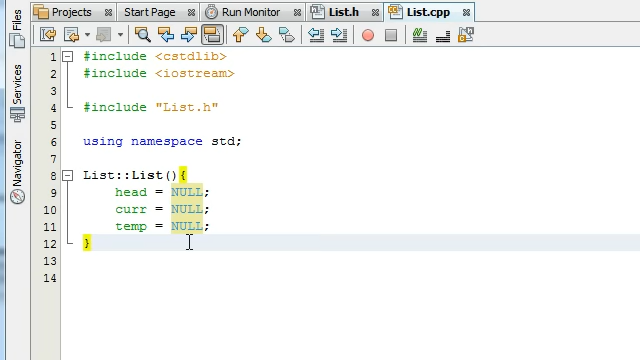 Projects Start Page Run Monitor List.h List.cpp
Files
Services
Navigator
1 #include <cstdlib>
2 #include <iostream>
3
4 #include "List.h"
5
6 using namespace std;
7
8 List::List(){
9 head = NULL;
10 curr = NULL;
11 temp = NULL;
12 }
13
14